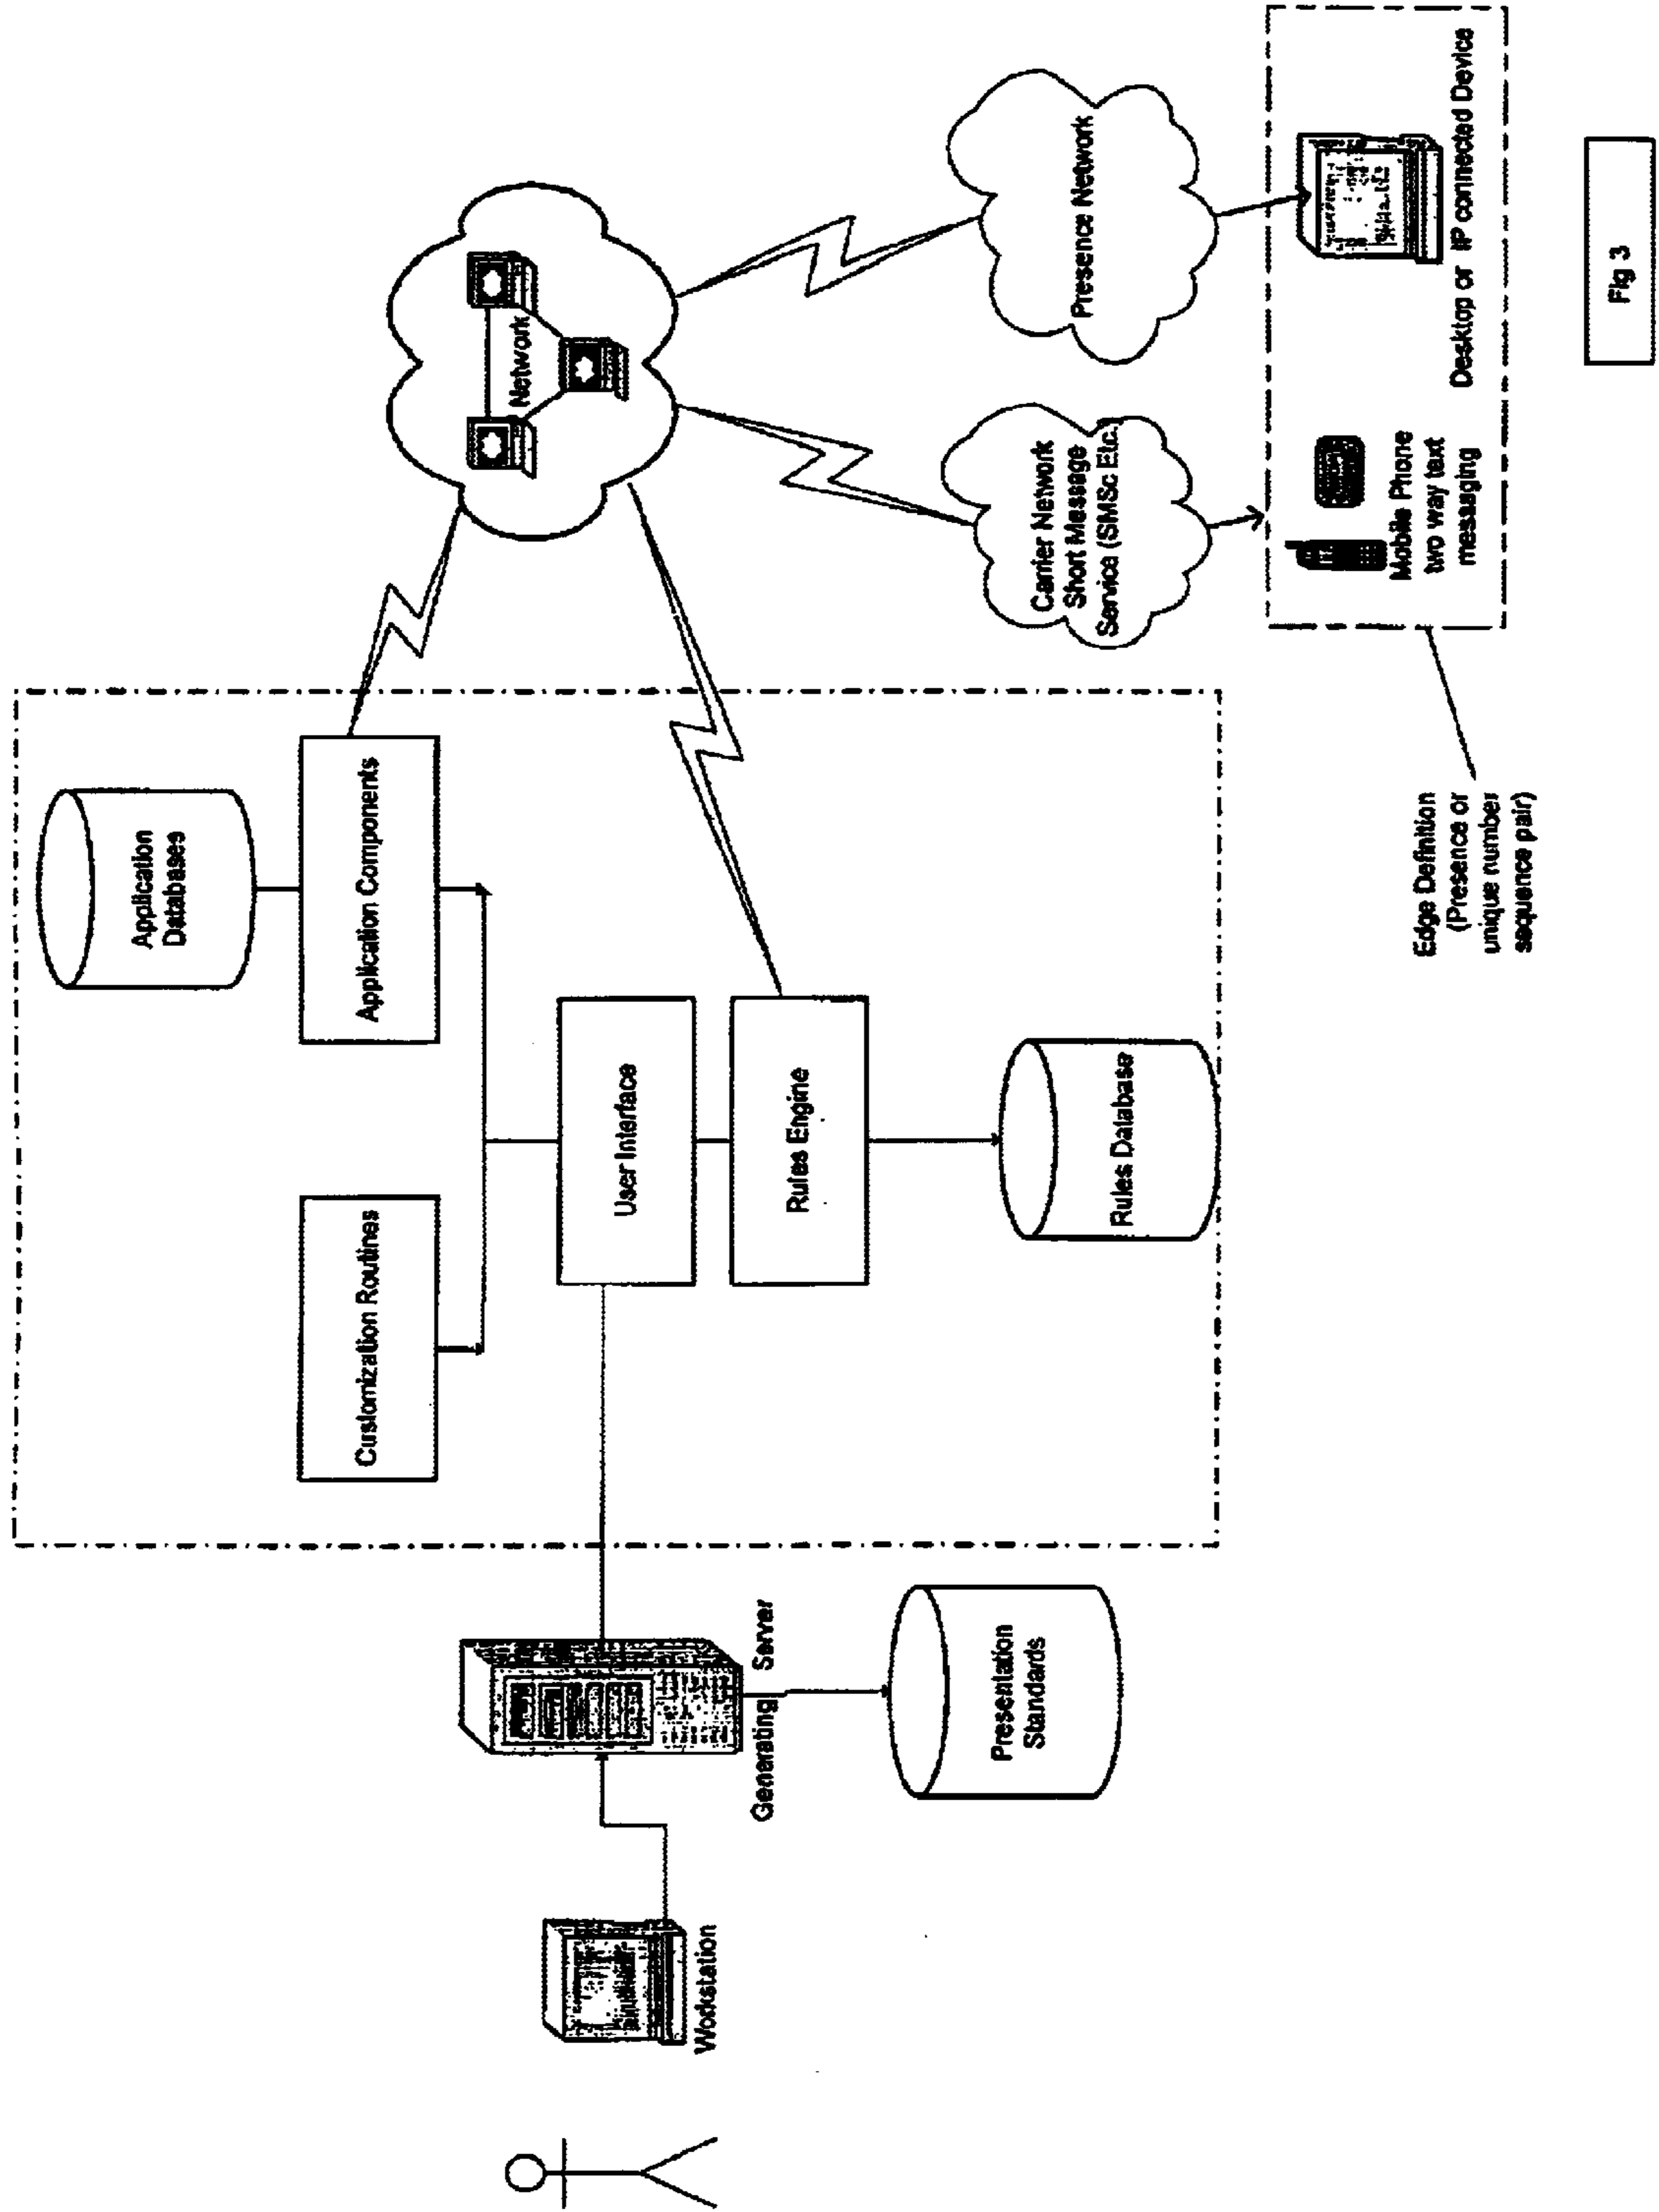 Application
Databases
Customization Routines
Application Components
Network
User Interface
Workstation
Generating Server
Rules Engine
Presentation
Standards
Rules Database
Carrier Network
Short Message
Service (SMSc Etc.)
Presence Network
Edge Definition
(Presence or
unique number
sequence pair)
Mobile Phone
two way text
messaging
Desktop or IP connected Device
Fig 3